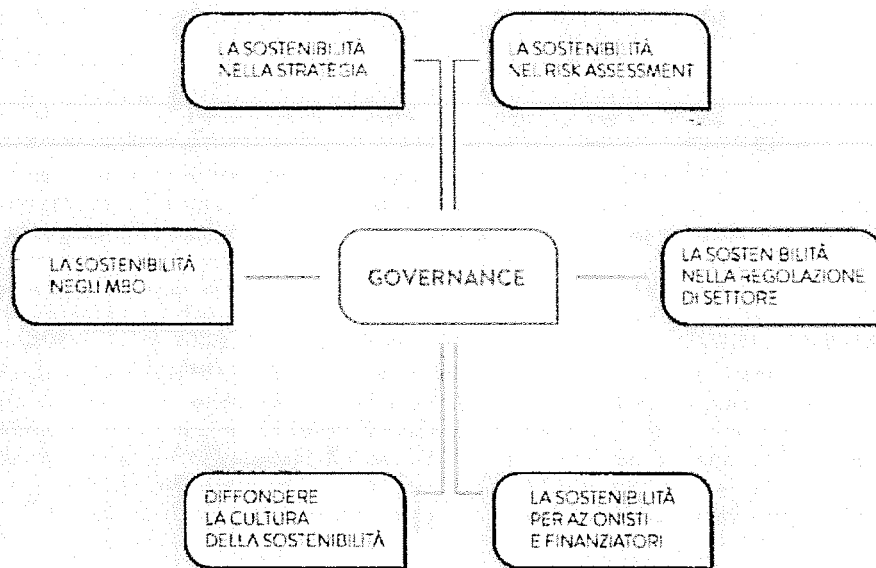 LA SOSTENIBILITÀ
NELLA STRATEGIA
LA SOSTENIBILITÀ
NEL RISK ASSESSMENT
LA SOSTENIBILITÀ
NEGLI MBO
GOVERNANCE
LA SOSTENIBILITÀ
NELLA REGOLAZIONE
DI SETTORE
DIFFONDERE
LA CULTURA
DELLA SOSTENIBILITÀ
LA SOSTENIBILITÀ
PER AZIONISTI
E FINANZIATORI